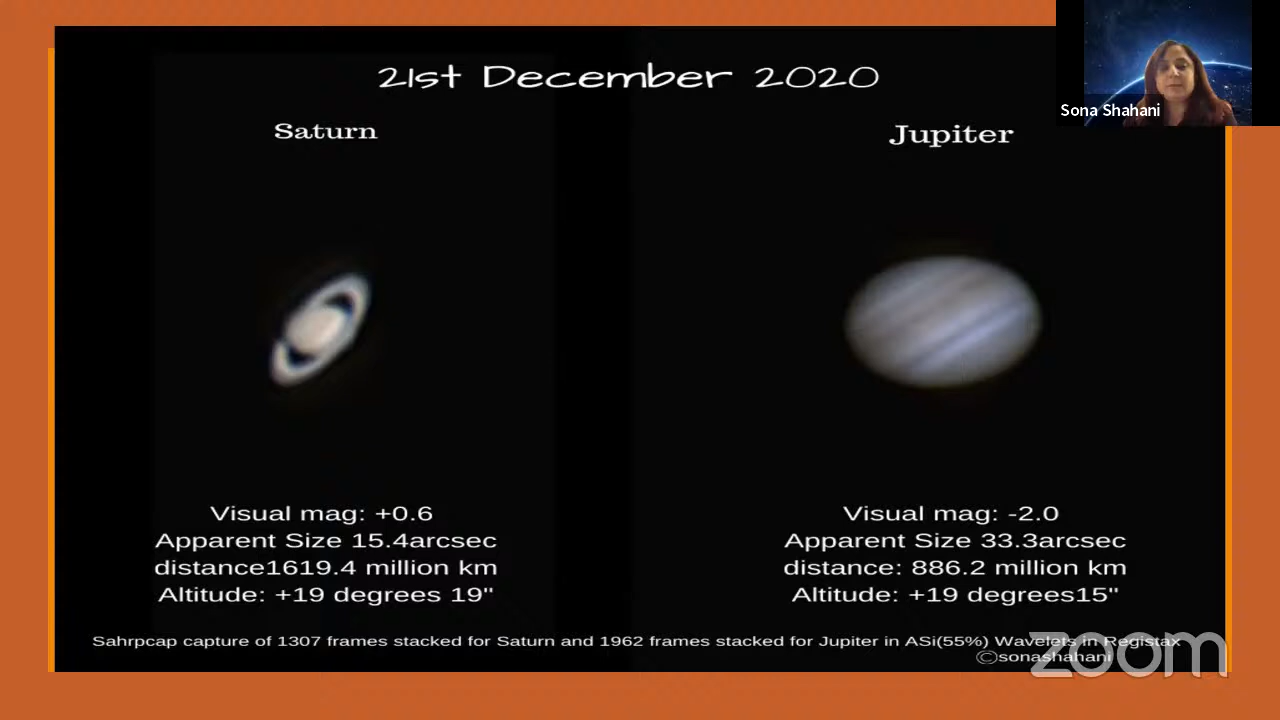 21st December 2020
Sona Shahani
Saturn
Jupiter
Visual mag: +0.6
Apparent Size 15.4arcsec
distance1619.4 million km
Altitude: +19 degrees 19"
Visual mag: -2.0
Apparent Size 33.3arcsec
distance: 886.2 million km
Altitude: +19 degrees15"
Sahrpcap capture of 1307 frames stacked for Saturn and 1962 frames stacked for Jupiter in ASi(55%) Wavelets in Registax
©sonashahani
zoom